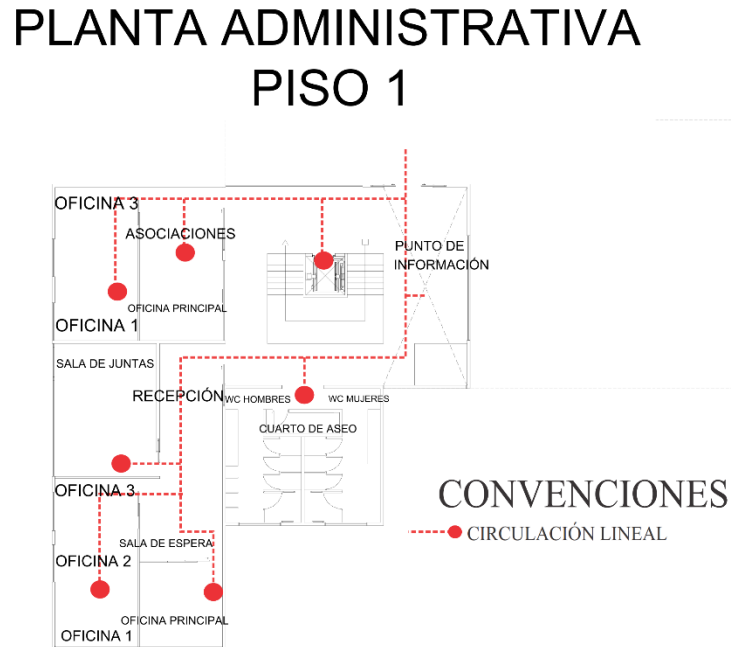 PLANTA ADMINISTRATIVA
PISO 1
OFICINA 3
ASOCIACIONES
PUNTO DE
INFORMACIÓN
OFICINA PRINCIPAL
OFICINA 1
SALA DE JUNTAS
RECEPCIÓN
WC HOMBRES
WC MUJERES
CUARTO DE ASEO
OFICINA 3
SALA DE ESPERA
OFICINA 2
OFICINA PRINCIPAL
OFICINA 1
CONVENCIONES
CIRCULACIÓN LINEAL